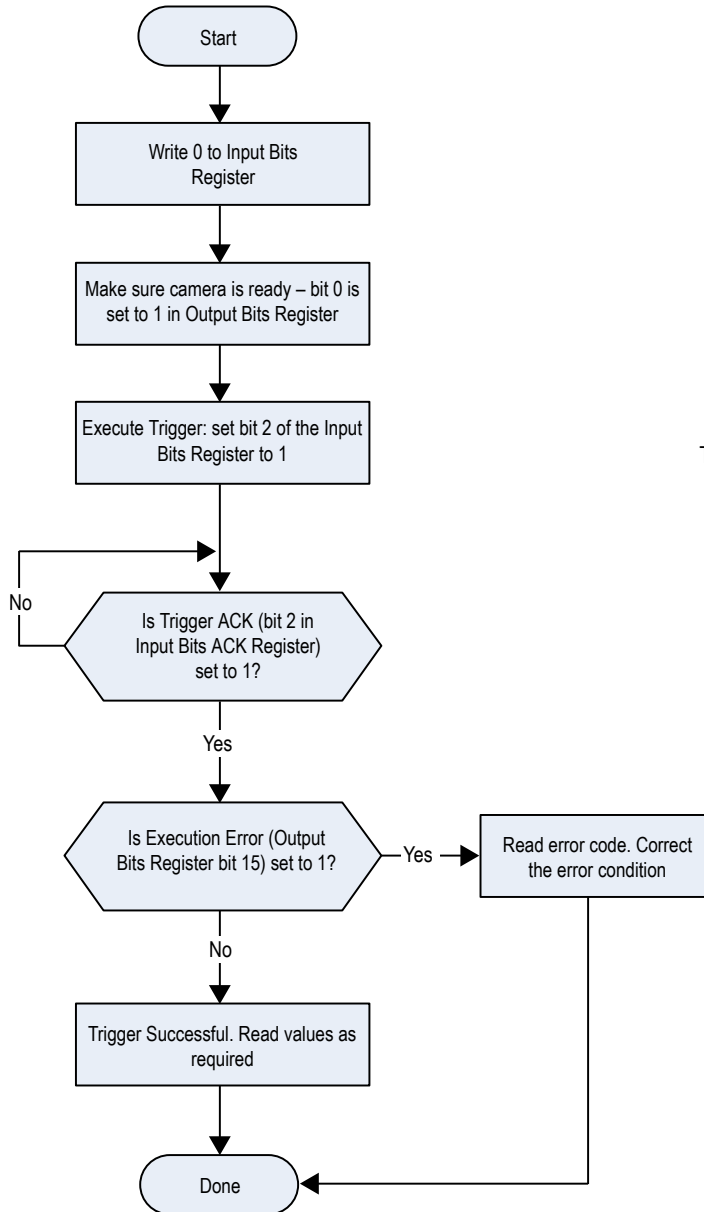 Start
Write 0 to Input Bits
Register
Make sure camera is ready – bit 0 is
set to 1 in Output Bits Register
Execute Trigger: set bit 2 of the Input
Bits Register to 1
No
Is Trigger ACK (bit 2 in
Input Bits ACK Register)
set to 1?
Yes
Is Execution Error (Output
Bits Register bit 15) set to 1?
Yes
Read error code. Correct
the error condition
No
Trigger Successful. Read values as
required
Done